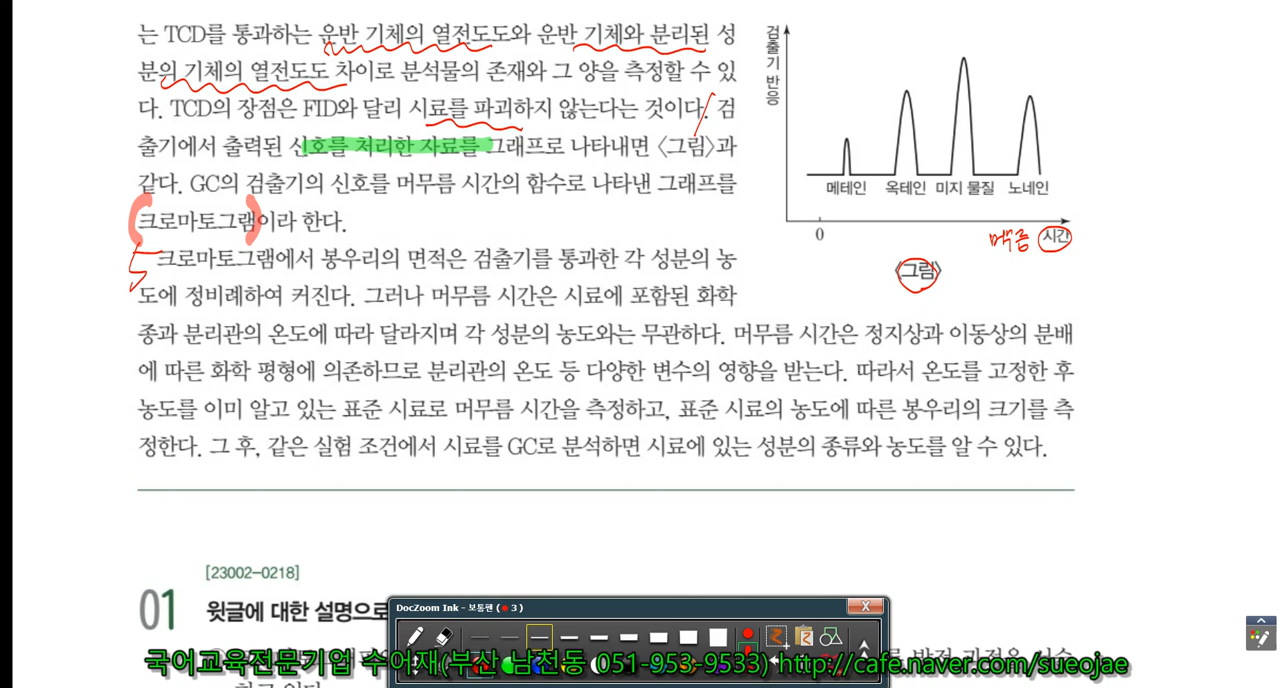 는 TCD를 통과하는 운반 기체의 열전도도와 운반 기체와 분리된 성
분의 기체의 열전도도 차이로 분석물의 존재와 그 양을 측정할 수 있
다. TCD의 장점은 FID와 달리 시료를 파괴하지 않는다는 것이다. 검
출기에서 출력된 신호를 처리한 자료를 그래프로 나타내면 〈그림〉과
같다. GC의 검출기의 신호를 머무름 시간의 함수로 나타낸 그래프를
크로마토그램이라 한다.
검출기 반응
메테인 옥테인 미지 물질 노네인
0
머무름 시간
〈그림〉
5
크로마토그램에서 봉우리의 면적은 검출기를 통과한 각 성분의 농
도에 정비례하여 커진다. 그러나 머무름 시간은 시료에 포함된 화학
종과 분리관의 온도에 따라 달라지며 각 성분의 농도와는 무관하다. 머무름 시간은 정지상과 이동상의 분배
에 따른 화학 평형에 의존하므로 분리관의 온도 등 다양한 변수의 영향을 받는다. 따라서 온도를 고정한 후
농도를 이미 알고 있는 표준 시료로 머무름 시간을 측정하고, 표준 시료의 농도에 따른 봉우리의 크기를 측
정한다. 그 후, 같은 실험 조건에서 시료를 GC로 분석하면 시료에 있는 성분의 종류와 농도를 알 수 있다.
[23002-0218]
01 윗글에 대한 설명으로
DocZoom Ink - 보통펜 ( 3 )
국어교육전문기업 수어재(부산 남천동 051-953-9533) http://cafe.naver.com/sueojae